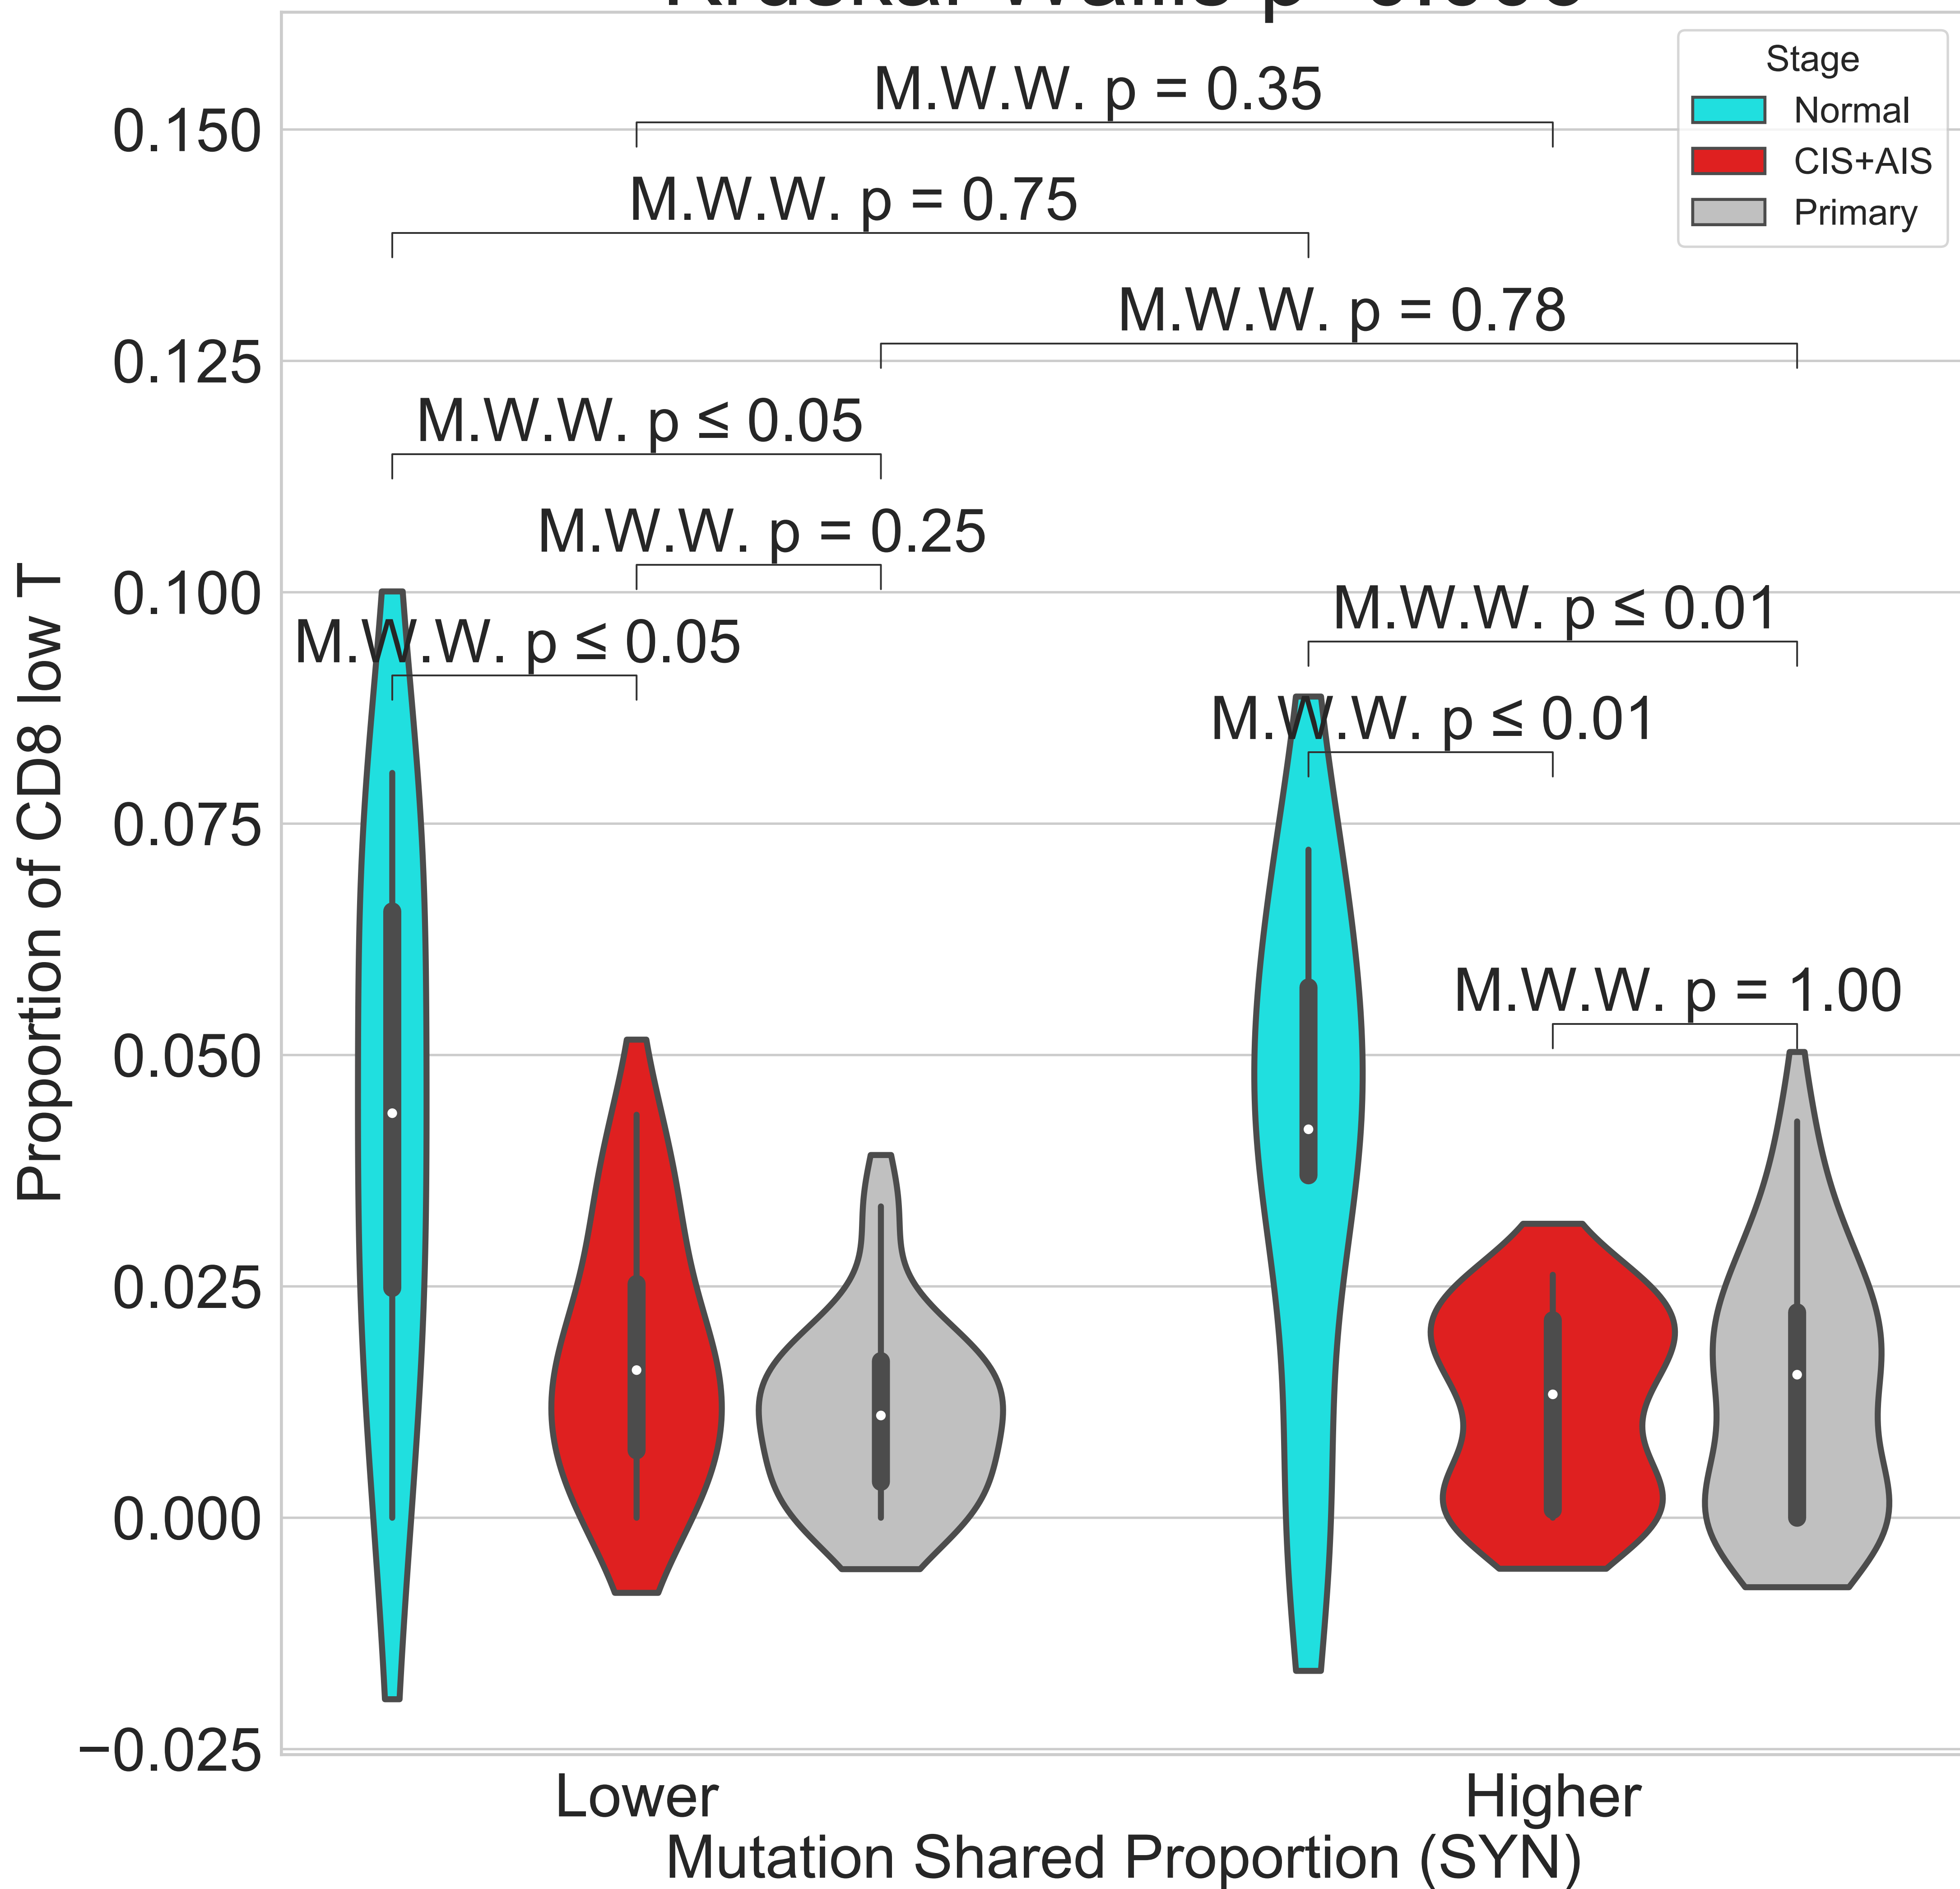 Stage
Normal
CIS+AIS
Primary
M.W.W. p = 0.35
M.W.W. p = 0.75
M.W.W. p = 0.78
M.W.W. p ≤ 0.05
M.W.W. p = 0.25
M.W.W. p ≤ 0.05
M.W.W. p ≤ 0.01
M.W.W. p ≤ 0.01
M.W.W. p = 1.00
0.150
0.125
0.100
0.075
0.050
0.025
0.000
−0.025
Proportion of CD8 low T
Lower
Higher
Mutation Shared Proportion (SYN)